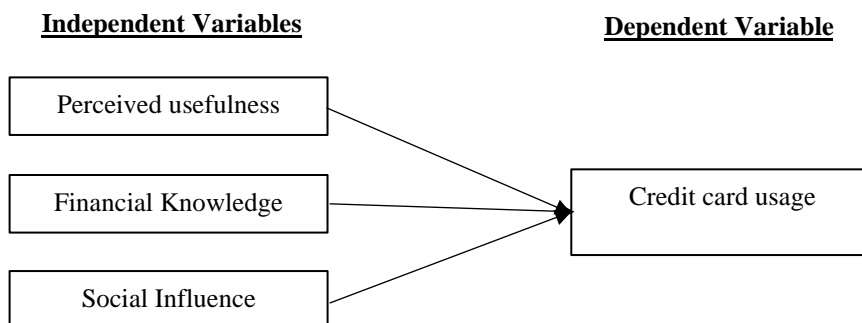 Independent Variables
Dependent Variable
Perceived usefulness
Financial Knowledge
Credit card usage
Social Influence